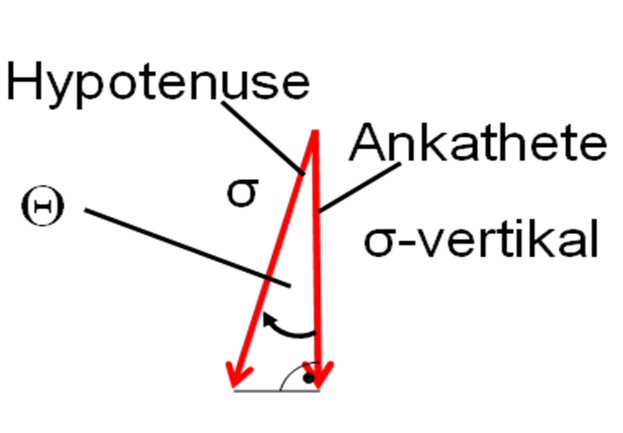 Hypotenuse
Ankathete
σ
Θ
σ-vertikal